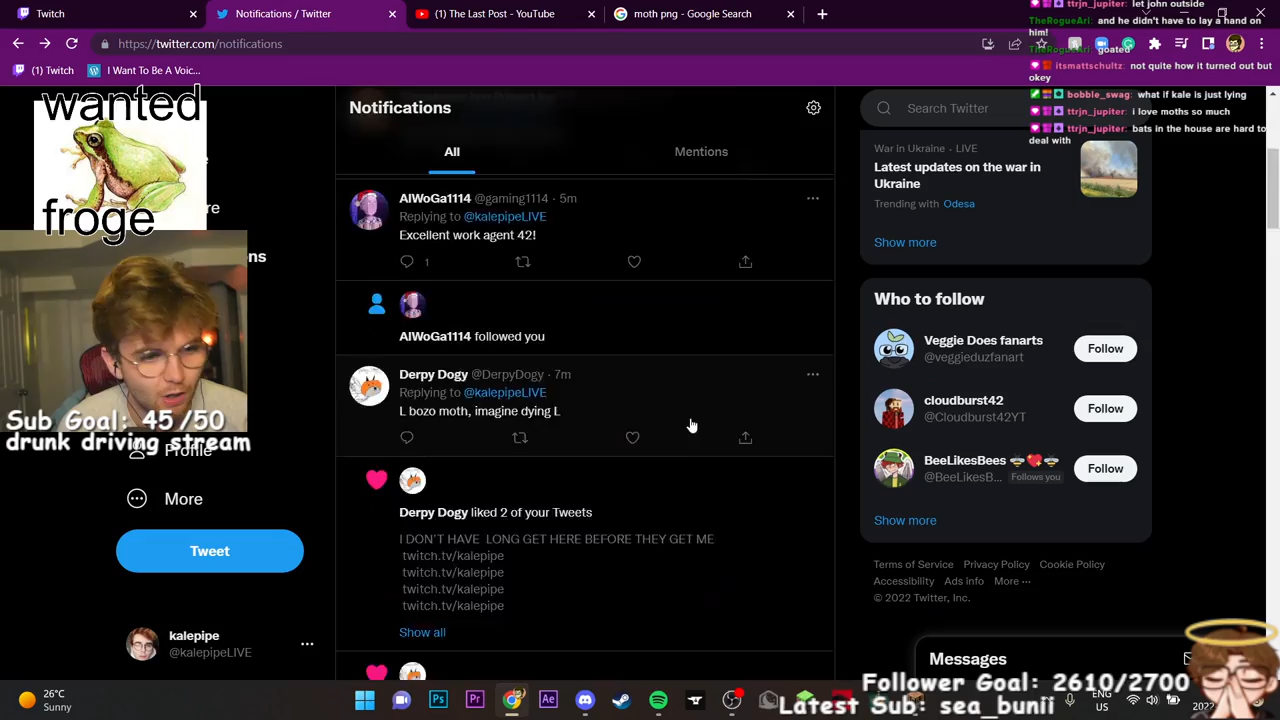 Twitch
Notifications / Twitter
(1) The Last Post - YouTube
moth png - Google Search
https://twitter.com/notifications
(1) Twitch
I Want To Be A Voic...
ttrjn_jupiter: let john outside
TheRogueAri: and he didn't have to lay a hand on
him!
TheRogueAri: goated
itsmattschultz: not quite how it turned out but
okey
bobble_swag: what if kale is just lying
ttrjn_jupiter: i love moths so much
ttrjn_jupiter: bats in the house are hard to
deal with
wanted
froge
Sub Goal: 45/50
drunk driving stream
Profile
More
Tweet
kalepipe
@kalepipeLIVE
Notifications
All
Mentions
AlWoGa1114 @gaming1114 · 5m
Replying to @kalepipeLIVE
Excellent work agent 42!
1
AlWoGa1114 followed you
Derpy Dogy @DerpyDogy · 7m
Replying to @kalepipeLIVE
L bozo moth, imagine dying L
Derpy Dogy liked 2 of your Tweets
I DON'T HAVE LONG GET HERE BEFORE THEY GET ME
twitch.tv/kalepipe
twitch.tv/kalepipe
twitch.tv/kalepipe
twitch.tv/kalepipe
Show all
Search Twitter
War in Ukraine · LIVE
Latest updates on the war in
Ukraine
Trending with Odesa
Show more
Who to follow
Veggie Does fanarts
@veggieduzfanart
Follow
cloudburst42
@Cloudburst42YT
Follow
BeeLikesBees
@BeeLikesB... Follows you
Follow
Show more
Terms of Service Privacy Policy Cookie Policy
Accessibility Ads info More ···
© 2022 Twitter, Inc.
Messages
Follower Goal: 2610/2700
Latest Sub: sea_bunii
26°C
Sunny
ENG
US
2022